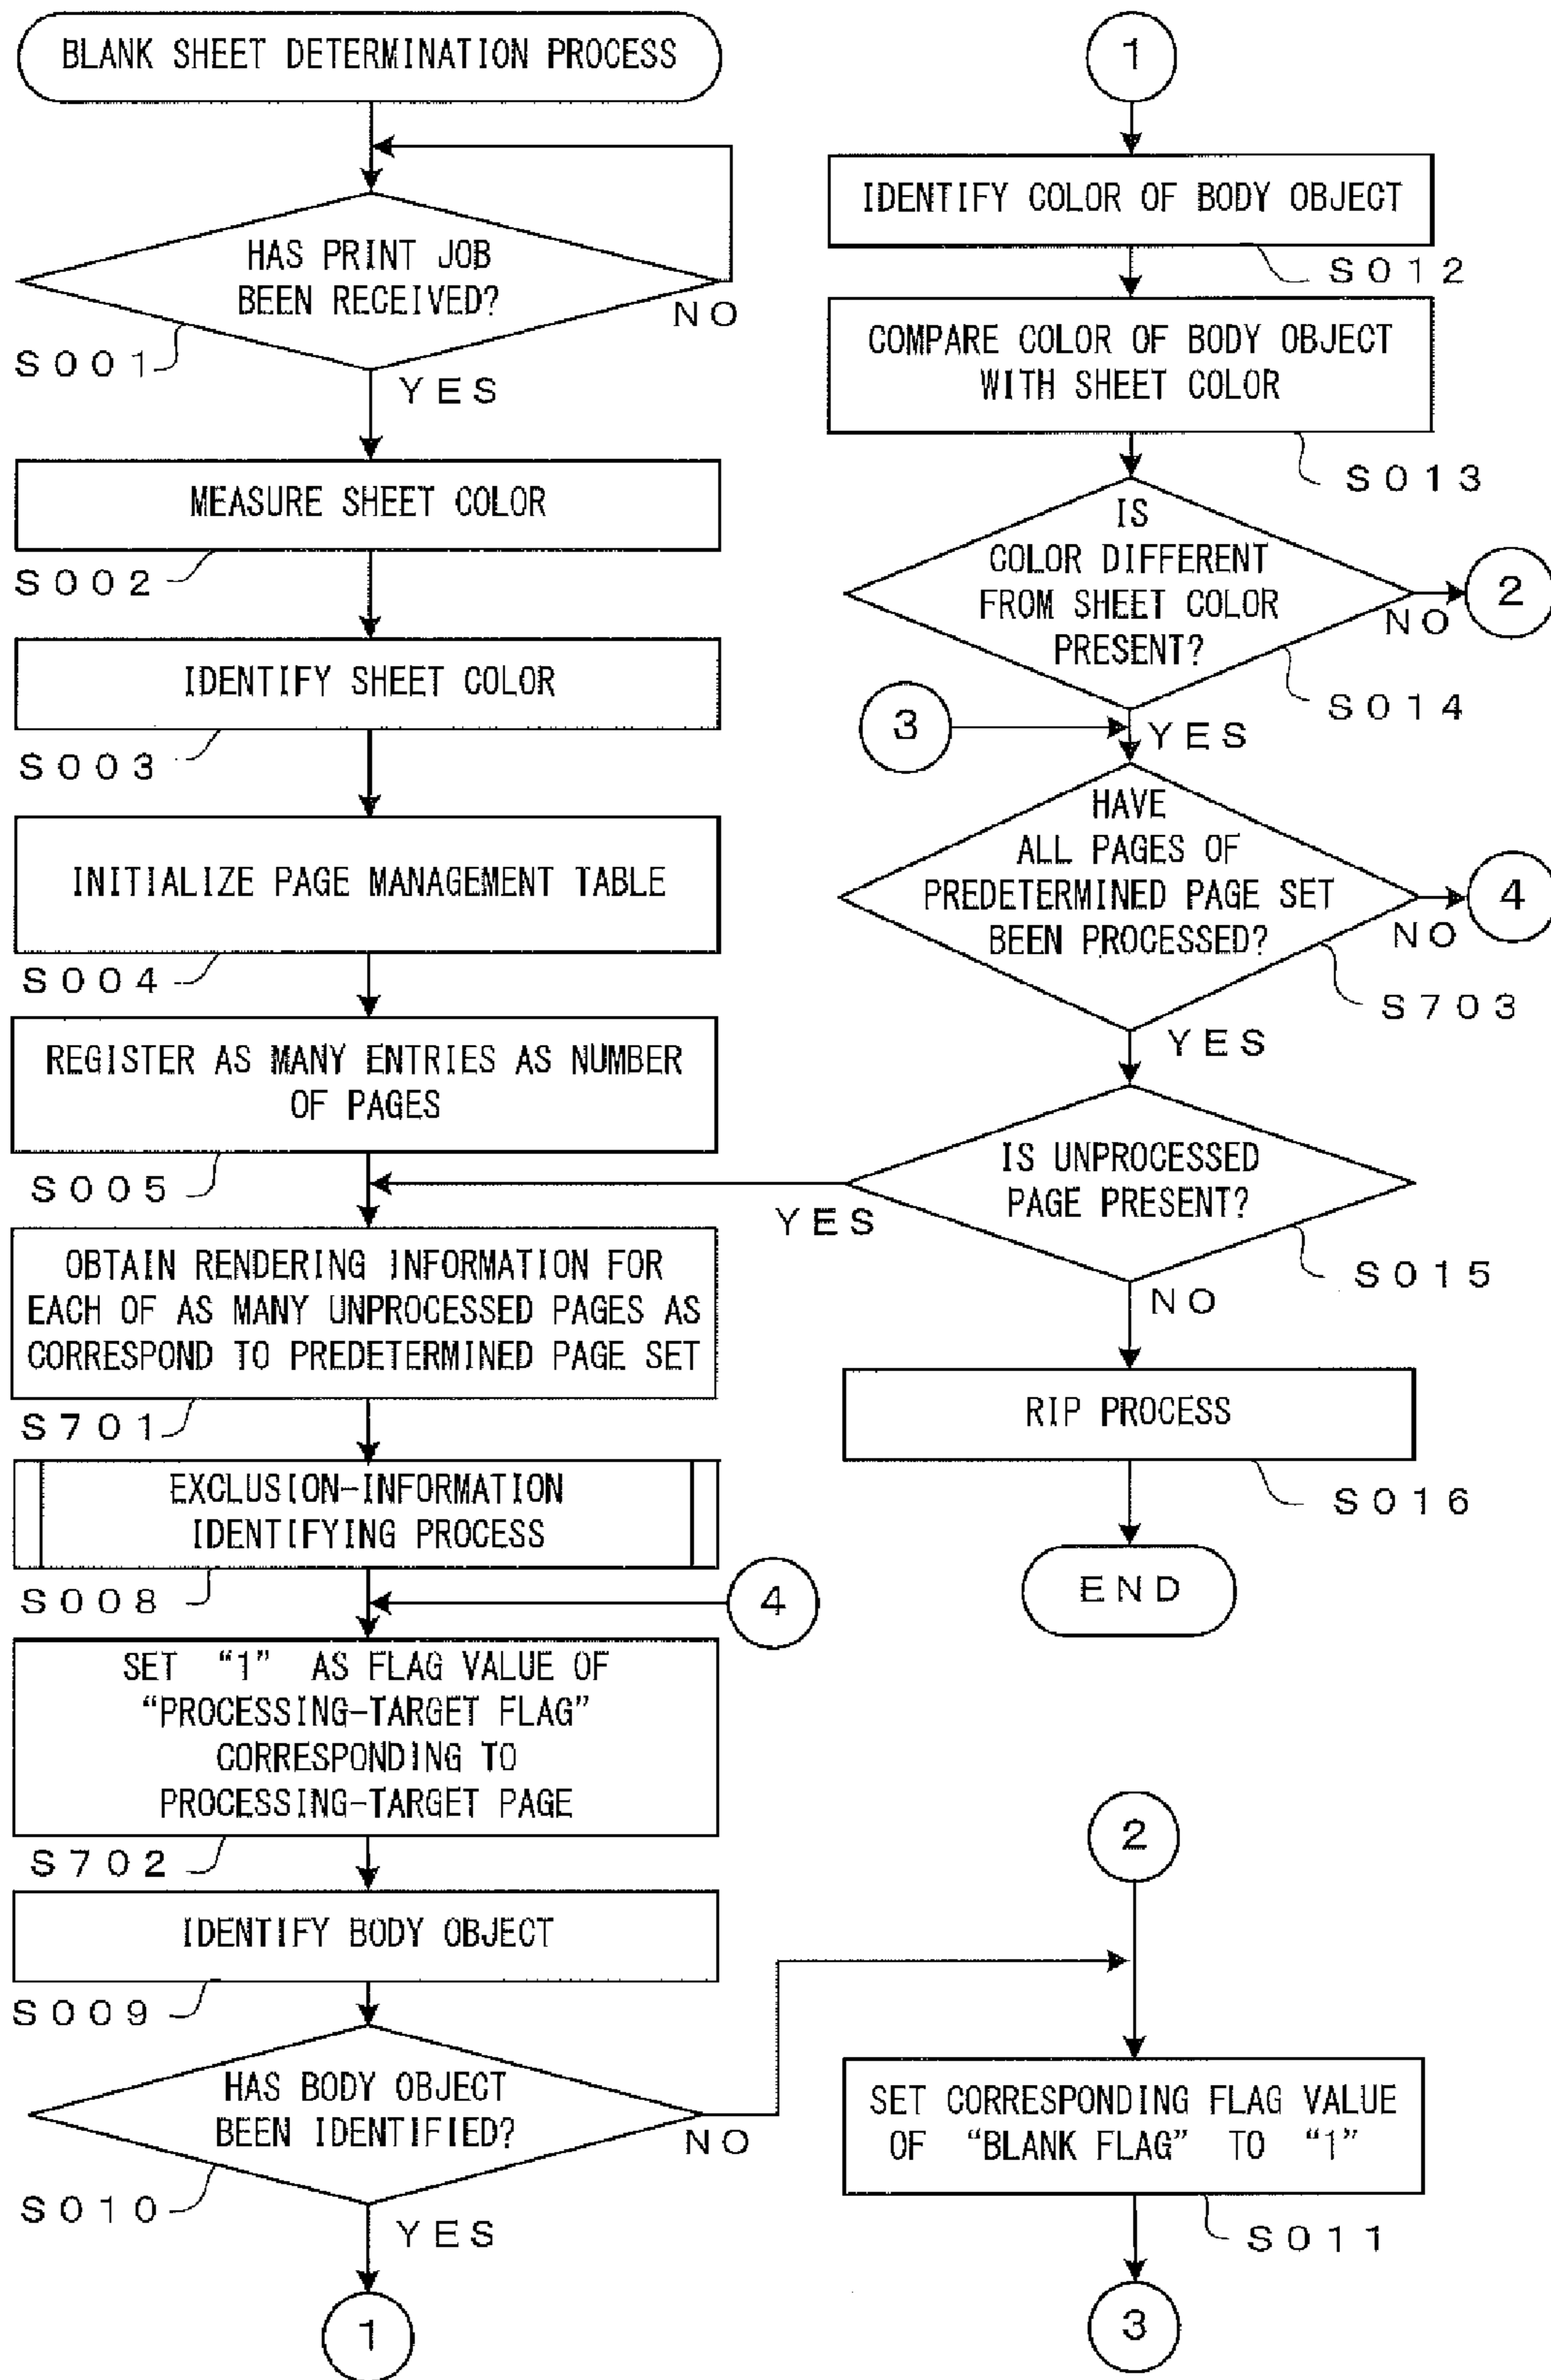 BLANK SHEET DETERMINATION PROCESS
HAS PRINT JOB
BEEN RECEIVED?
NO
S001
YES
MEASURE SHEET COLOR
S002
IDENTIFY SHEET COLOR
S003
INITIALIZE PAGE MANAGEMENT TABLE
S004
REGISTER AS MANY ENTRIES AS NUMBER
OF PAGES
S005
OBTAIN RENDERING INFORMATION FOR
EACH OF AS MANY UNPROCESSED PAGES AS
CORRESPOND TO PREDETERMINED PAGE SET
S701
EXCLUSION-INFORMATION
IDENTIFYING PROCESS
S008
4
SET “1” AS FLAG VALUE OF
“PROCESSING-TARGET FLAG”
CORRESPONDING TO
PROCESSING-TARGET PAGE
S702
IDENTIFY BODY OBJECT
S009
HAS BODY OBJECT
BEEN IDENTIFIED?
NO
S010
YES
1
1
IDENTIFY COLOR OF BODY OBJECT
S012
COMPARE COLOR OF BODY OBJECT
WITH SHEET COLOR
S013
IS
COLOR DIFFERENT
FROM SHEET COLOR
PRESENT?
NO
2
S014
3
YES
HAVE
ALL PAGES OF
PREDETERMINED PAGE SET
BEEN PROCESSED?
NO
4
S703
YES
IS UNPROCESSED
PAGE PRESENT?
YES
S015
NO
RIP PROCESS
S016
END
2
SET CORRESPONDING FLAG VALUE
OF “BLANK FLAG” TO “1”
S011
3